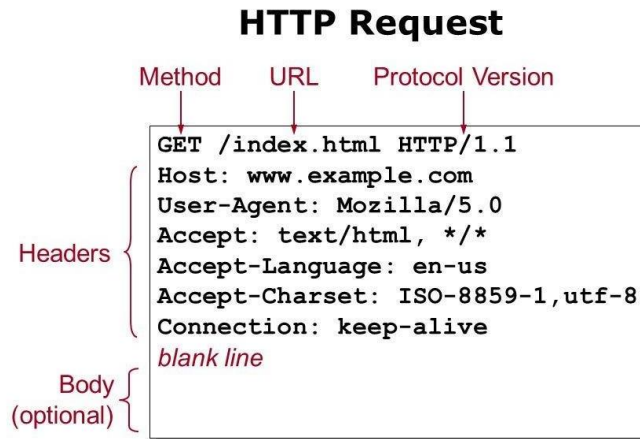 HTTP Request
Method URL Protocol Version
GET /index.html HTTP/1.1
Host: www.example.com
User-Agent: Mozilla/5.0
Accept: text/html, */*
Accept-Language: en-us
Accept-Charset: ISO-8859-1,utf-8
Connection: keep-alive
blank line
Headers
Body
(optional)